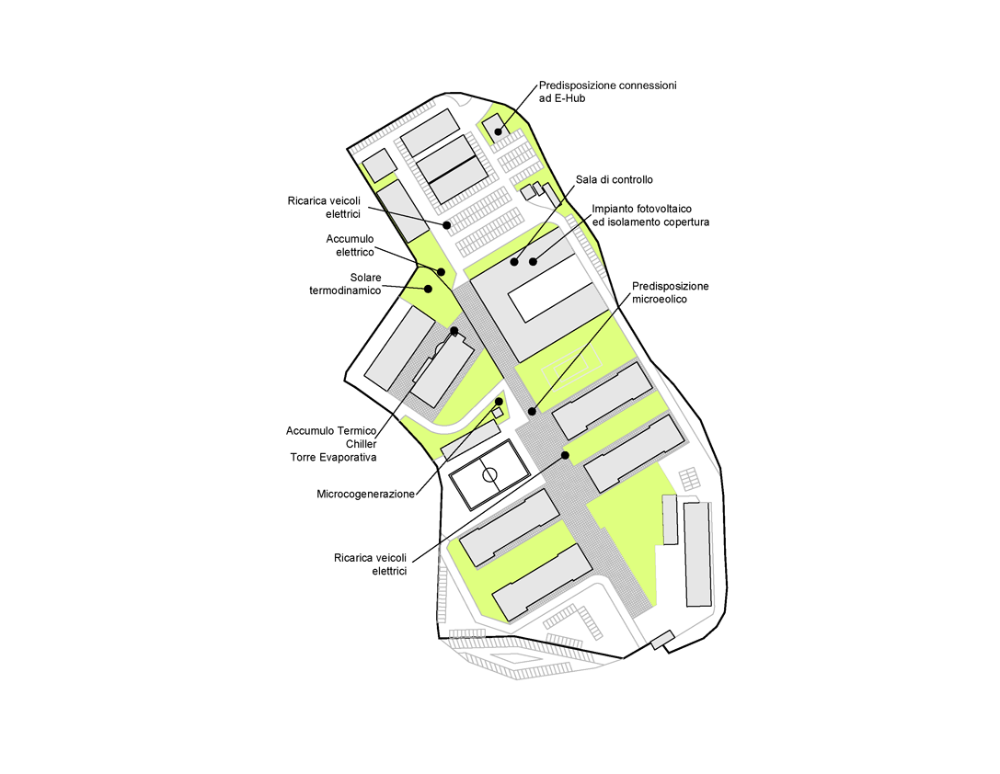 Predisposizione connessioni
ad E-Hub
Sala di controllo
Ricarica veicoli
elettrici
Impianto fotovoltaico
ed isolamento copertura
Accumulo
elettrico
Solare
termodinamico
Predisposizione
microeolico
Accumulo Termico
Chiller
Torre Evaporativa
Microcogenerazione
Ricarica veicoli
elettrici